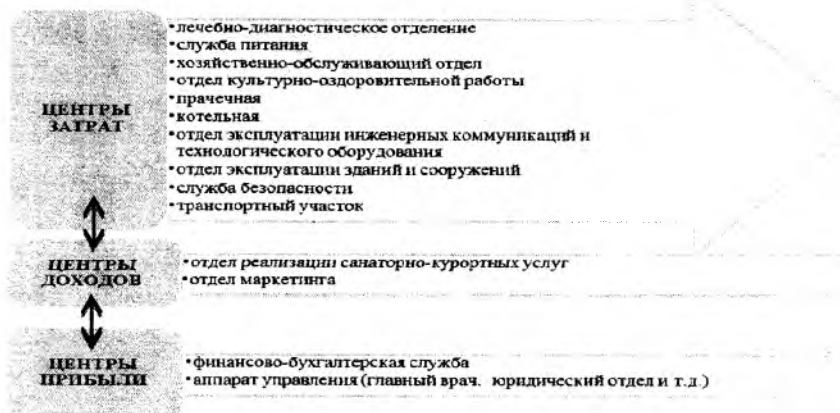 ЦЕНТРЫ
ЗАТРАТ
•лечебно-диагностическое отделение
•служба питания
•хозяйственно-обслуживающий отдел
•отдел культурно-оздоровительной работы
•прачечная
•котельная
•отдел эксплуатации инженерных коммуникаций и
технологического оборудования
•отдел эксплуатации зданий и сооружений
•служба безопасности
•транспортный участок
ЦЕНТРЫ
ДОХОДОВ
•отдел реализации санаторно-курортных услуг
•отдел маркетинга
ЦЕНТРЫ
ПРИБЫЛИ
•финансово-бухгалтерская служба
•аппарат управления (главный врач. юридический отдел и т.д.)